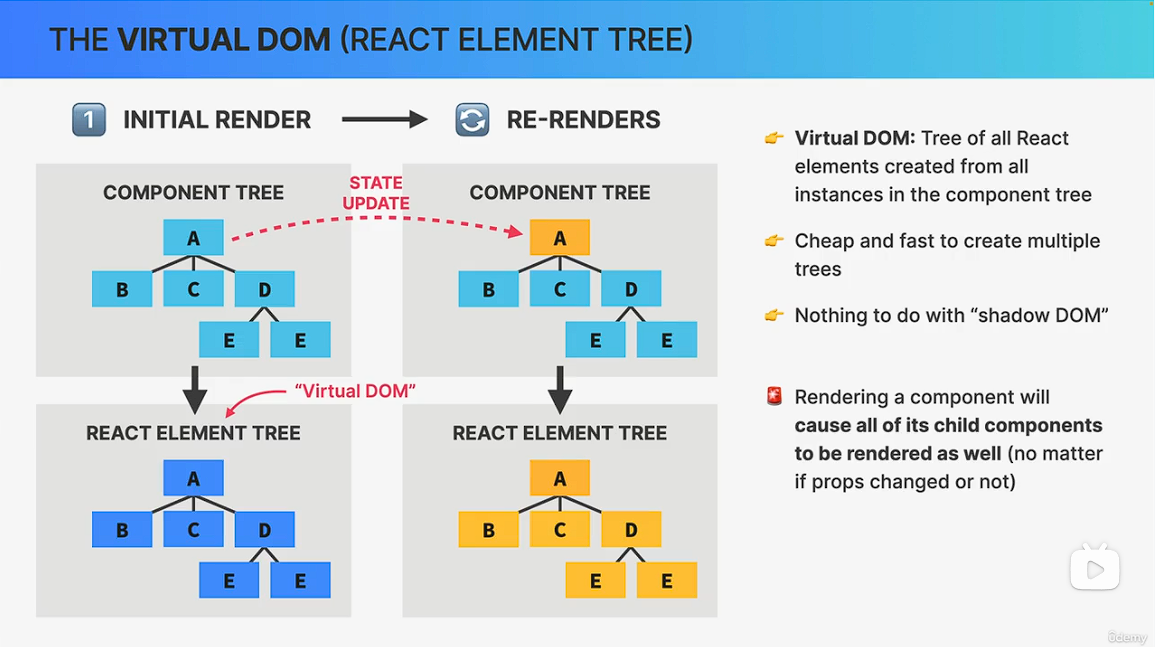 THE VIRTUAL DOM (REACT ELEMENT TREE)
1 INITIAL RENDER
RE-RENDERS
COMPONENT TREE
A
B C D
E E
STATE
UPDATE
COMPONENT TREE
A
B C D
E E
“Virtual DOM”
REACT ELEMENT TREE
A
B C D
E E
REACT ELEMENT TREE
A
B C D
E E
Virtual DOM: Tree of all React
elements created from all
instances in the component tree
Cheap and fast to create multiple
trees
Nothing to do with “shadow DOM”
Rendering a component will
cause all of its child components
to be rendered as well (no matter
if props changed or not)
ûdemy